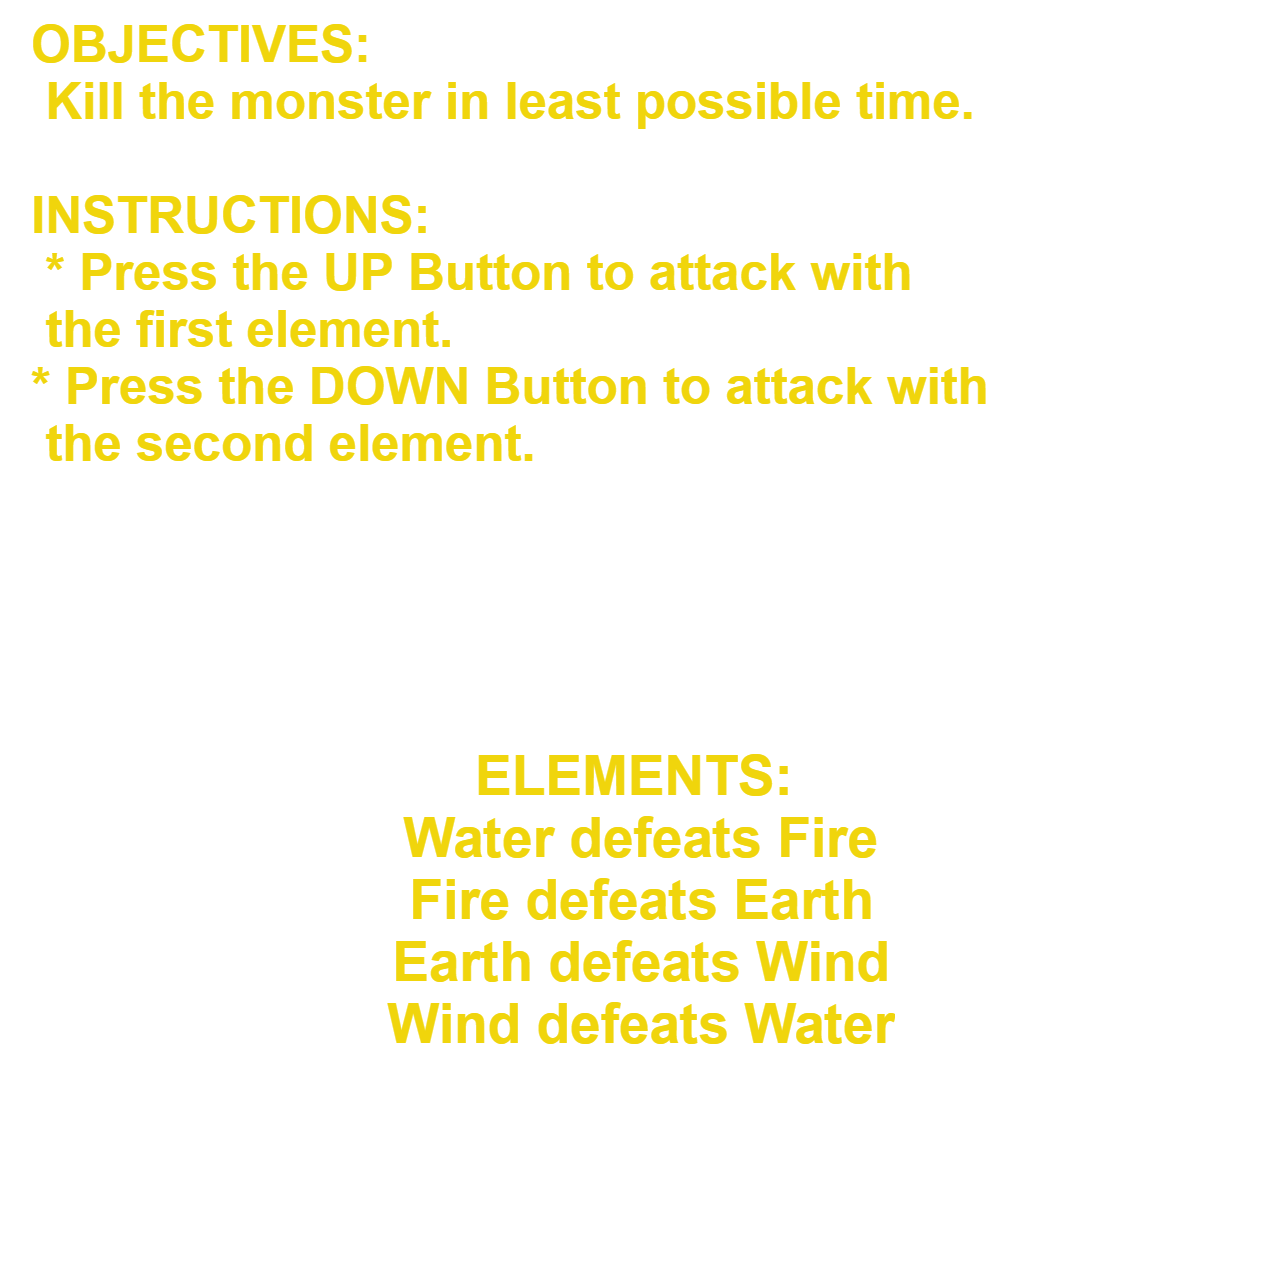 OBJECTIVES:
Kill the monster in least possible time.
INSTRUCTIONS:
* Press the UP Button to attack with
the first element.
* Press the DOWN Button to attack with
the second element.
ELEMENTS:
Water defeats Fire
Fire defeats Earth
Earth defeats Wind
Wind defeats Water